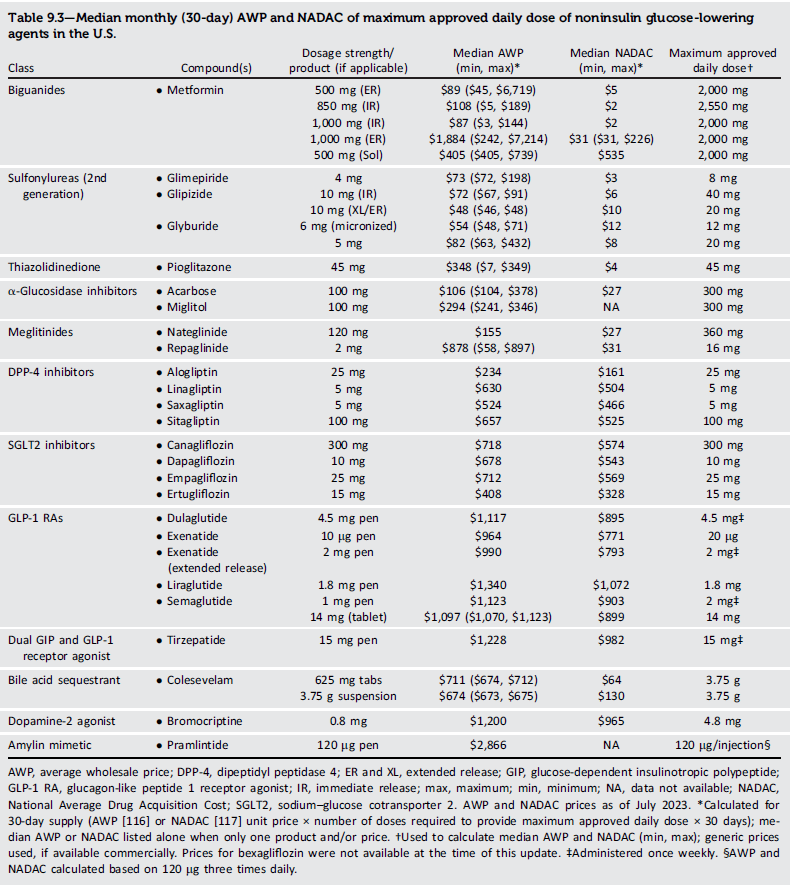 Table 9.3—Median monthly (30-day) AWP and NADAC of maximum approved daily dose of noninsulin glucose-lowering
agents in the U.S.
Class Compound(s) Dosage strength/ product (if applicable) Median AWP (min, max)* Median NADAC (min, max)* Maximum approved daily dose†
Biguanides • Metformin 500 mg (ER) $89 ($45, $6,719) $5 2,000 mg
850 mg (IR) $108 ($5, $189) $2 2,550 mg
1,000 mg (IR) $87 ($3, $144) $2 2,000 mg
1,000 mg (ER) $1,884 ($242, $7,214) $31 ($31, $226) 2,000 mg
500 mg (Sol) $405 ($405, $739) $535 2,000 mg
Sulfonylureas (2nd • Glimepiride 4 mg $73 ($72, $198) $3 8 mg
generation) • Glipizide 10 mg (IR) $72 ($67, $91) $6 40 mg
10 mg (XL/ER) $48 ($46, $48) $10 20 mg
• Glyburide 6 mg (micronized) $54 ($48, $71) $12 12 mg
5 mg $82 ($63, $432) $8 20 mg
Thiazolidinedione • Pioglitazone 45 mg $348 ($7, $349) $4 45 mg
α-Glucosidase inhibitors • Acarbose 100 mg $106 ($104, $378) $27 300 mg
• Miglitol 100 mg $294 ($241, $346) NA 300 mg
Meglitinides • Nateglinide 120 mg $155 $27 360 mg
• Repaglinide 2 mg $878 ($58, $897) $31 16 mg
DPP-4 inhibitors • Alogliptin 25 mg $234 $161 25 mg
• Linagliptin 5 mg $630 $504 5 mg
• Saxagliptin 5 mg $524 $466 5 mg
• Sitagliptin 100 mg $657 $525 100 mg
SGLT2 inhibitors • Canagliflozin 300 mg $718 $574 300 mg
• Dapagliflozin 10 mg $678 $543 10 mg
• Empagliflozin 25 mg $712 $569 25 mg
• Ertugliflozin 15 mg $408 $328 15 mg
GLP-1 RAs • Dulaglutide 4.5 mg pen $1,117 $895 4.5 mg‡
• Exenatide 10 μg pen $964 $771 20 μg
• Exenatide 2 mg pen $990 $793 2 mg‡
(extended release)
• Liraglutide 1.8 mg pen $1,340 $1,072 1.8 mg
• Semaglutide 1 mg pen $1,123 $903 2 mg‡
14 mg (tablet) $1,097 ($1,070, $1,123) $899 14 mg
Dual GIP and GLP-1 • Tirzepatide 15 mg pen $1,228 $982 15 mg‡
receptor agonist
Bile acid sequestrant • Colesevelam 625 mg tabs $711 ($674, $712) $64 3.75 g
3.75 g suspension $674 ($673, $675) $130 3.75 g
Dopamine-2 agonist • Bromocriptine 0.8 mg $1,200 $965 4.8 mg
Amylin mimetic • Pramlintide 120 μg pen $2,866 NA 120 μg/injection§
AWP, average wholesale price; DPP-4, dipeptidyl peptidase 4; ER and XL, extended release; GIP, glucose-dependent insulinotropic polypeptide;
GLP-1 RA, glucagon-like peptide 1 receptor agonist; IR, immediate release; max, maximum; min, minimum; NA, data not available; NADAC,
National Average Drug Acquisition Cost; SGLT2, sodium–glucose cotransporter 2. AWP and NADAC prices as of July 2023. *Calculated for
30-day supply (AWP [116] or NADAC [117] unit price × number of doses required to provide maximum approved daily dose × 30 days); me-
dian AWP or NADAC listed alone when only one product and/or price. †Used to calculate median AWP and NADAC (min, max); generic prices
used, if available commercially. Prices for bexagliflozin were not available at the time of this update. ‡Administered once weekly. §AWP and
NADAC calculated based on 120 μg three times daily.